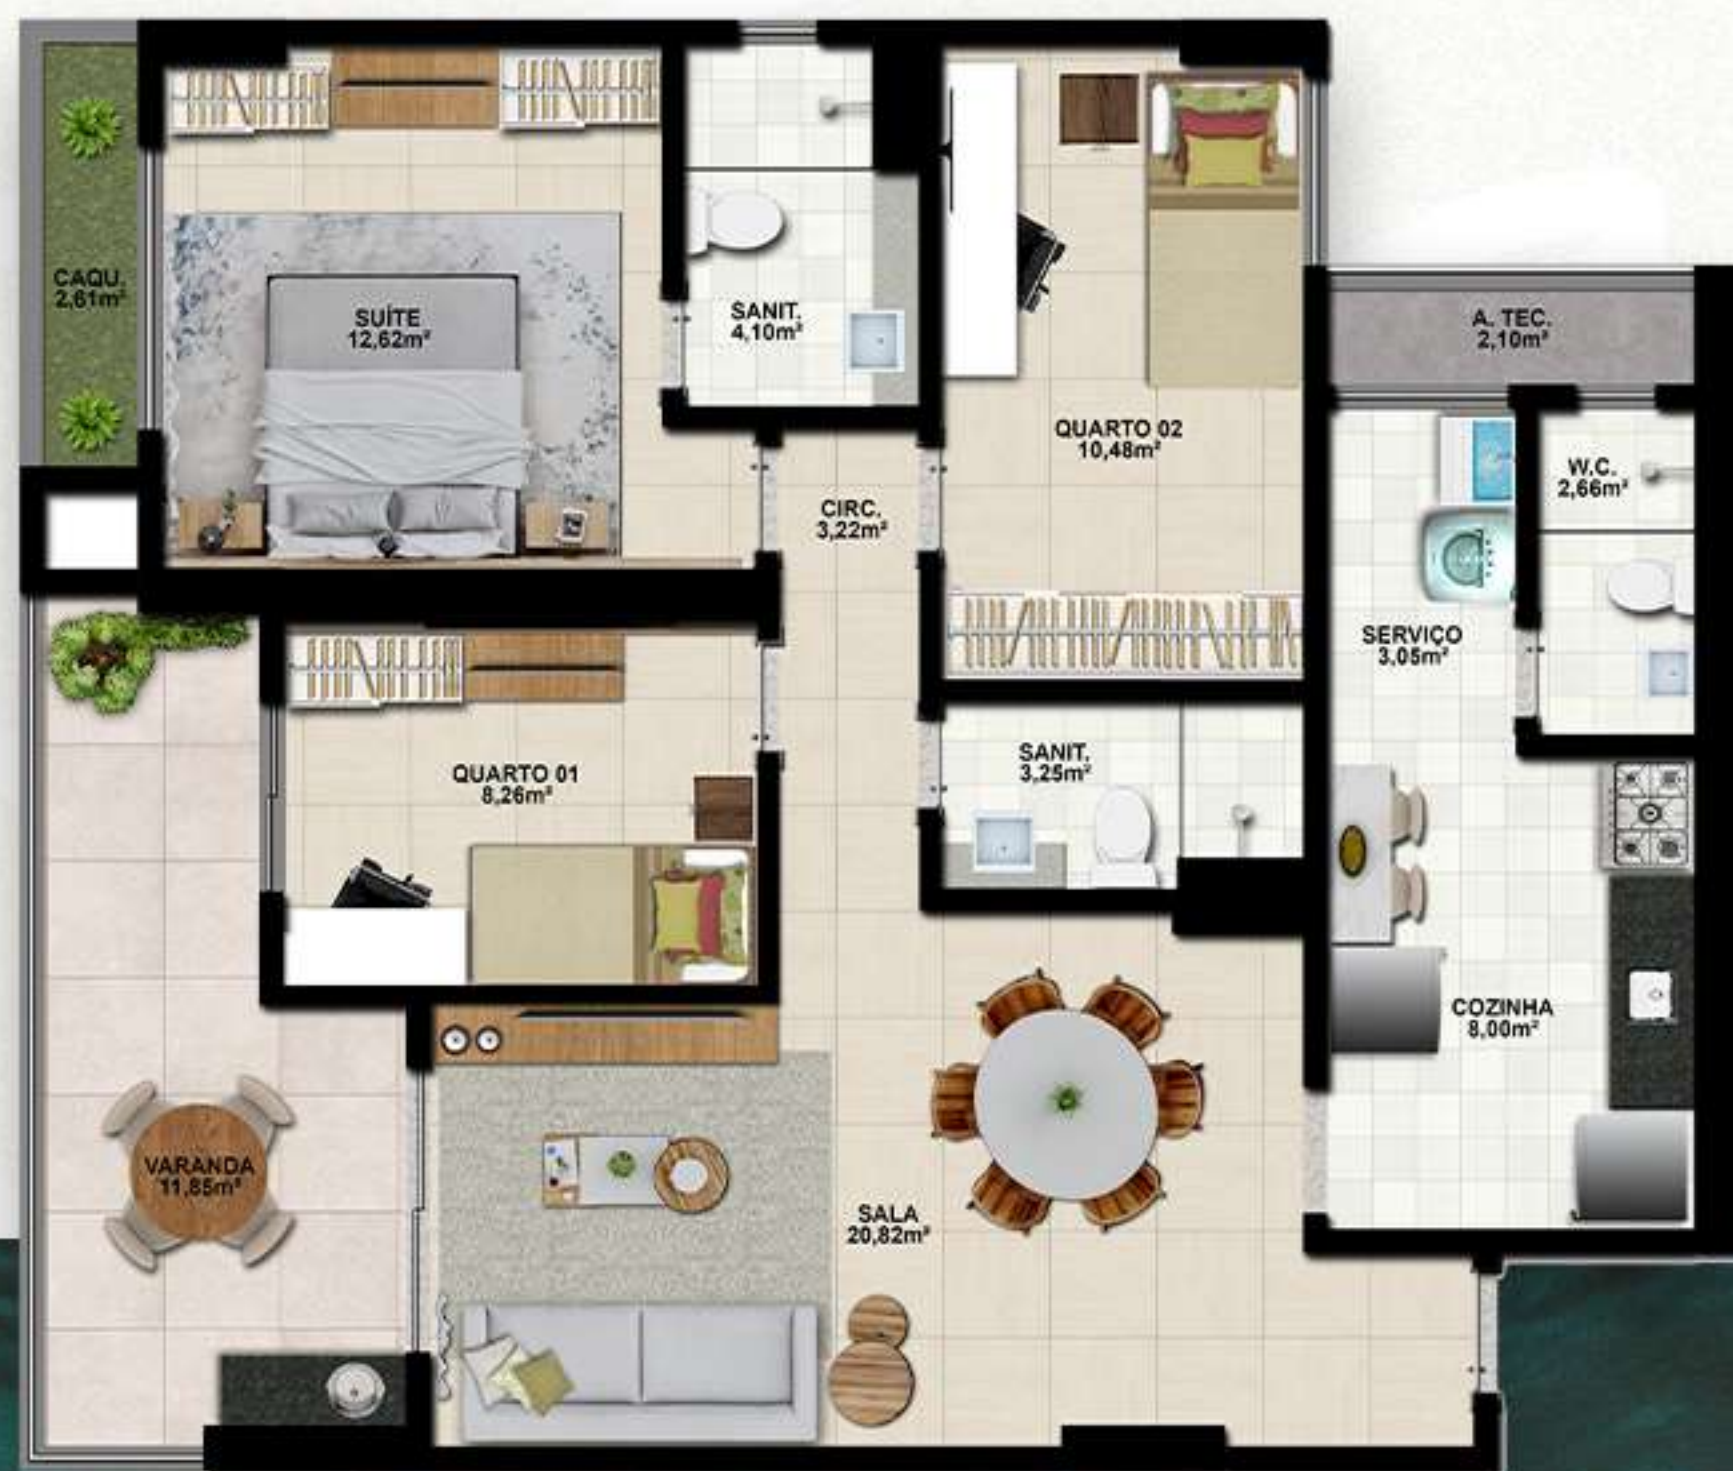 CAQU.
2,61m²
SUÍTE
12,62m²
SANIT.
4,10m²
QUARTO 02
10,48m²
A. TEC.
2,10m²
W.C.
2,66m²
CIRC.
3,22m²
SERVIÇO
3,05m²
QUARTO 01
8,26m²
SANIT.
3,25m²
COZINHA
8,00m²
VARANDA
11,85m²
SALA
20,82m²